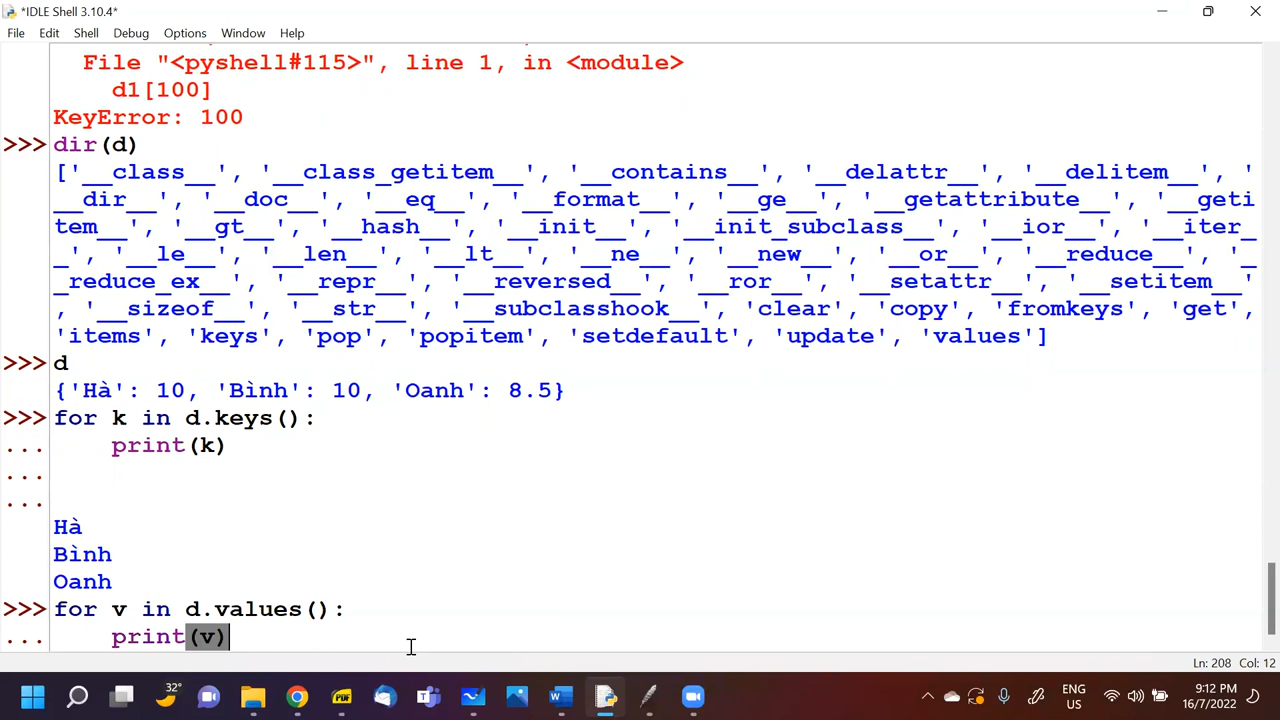 *IDLE Shell 3.10.4*
File Edit Shell Debug Options Window Help
File "<pyshell#115>", line 1, in <module>
d1[100]
KeyError: 100
>>> dir(d)
['__class__', '__class_getitem__', '__contains__', '__delattr__', '__delitem__', '
__dir__', '__doc__', '__eq__', '__format__', '__ge__', '__getattribute__', '__geti
tem__', '__gt__', '__hash__', '__init__', '__init_subclass__', '__ior__', '__iter_
_', '__le__', '__len__', '__lt__', '__ne__', '__new__', '__or__', '__reduce__', '_
_reduce_ex__', '__repr__', '__reversed__', '__ror__', '__setattr__', '__setitem__'
, '__sizeof__', '__str__', '__subclasshook__', 'clear', 'copy', 'fromkeys', 'get',
'items', 'keys', 'pop', 'popitem', 'setdefault', 'update', 'values']
>>> d
{'Hà': 10, 'Bình': 10, 'Oanh': 8.5}
>>> for k in d.keys():
... print(k)
...
...
Hà
Bình
Oanh
>>> for v in d.values():
... print(v)
Ln: 208 Col: 12
32°
ENG
US
9:12 PM
16/7/2022